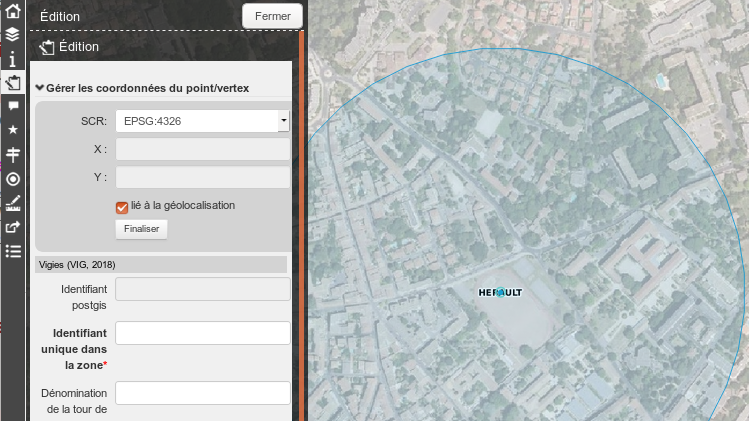 Édition
Fermer
Édition
Gérer les coordonnées du point/vertex
SCR:
EPSG:4326
X :
Y :
lié à la géolocalisation
Finaliser
Vigies (VIG, 2018)
Identifiant
postgis
Identifiant
unique dans
la zone*
Dénomination
de la tour de
HERAULT